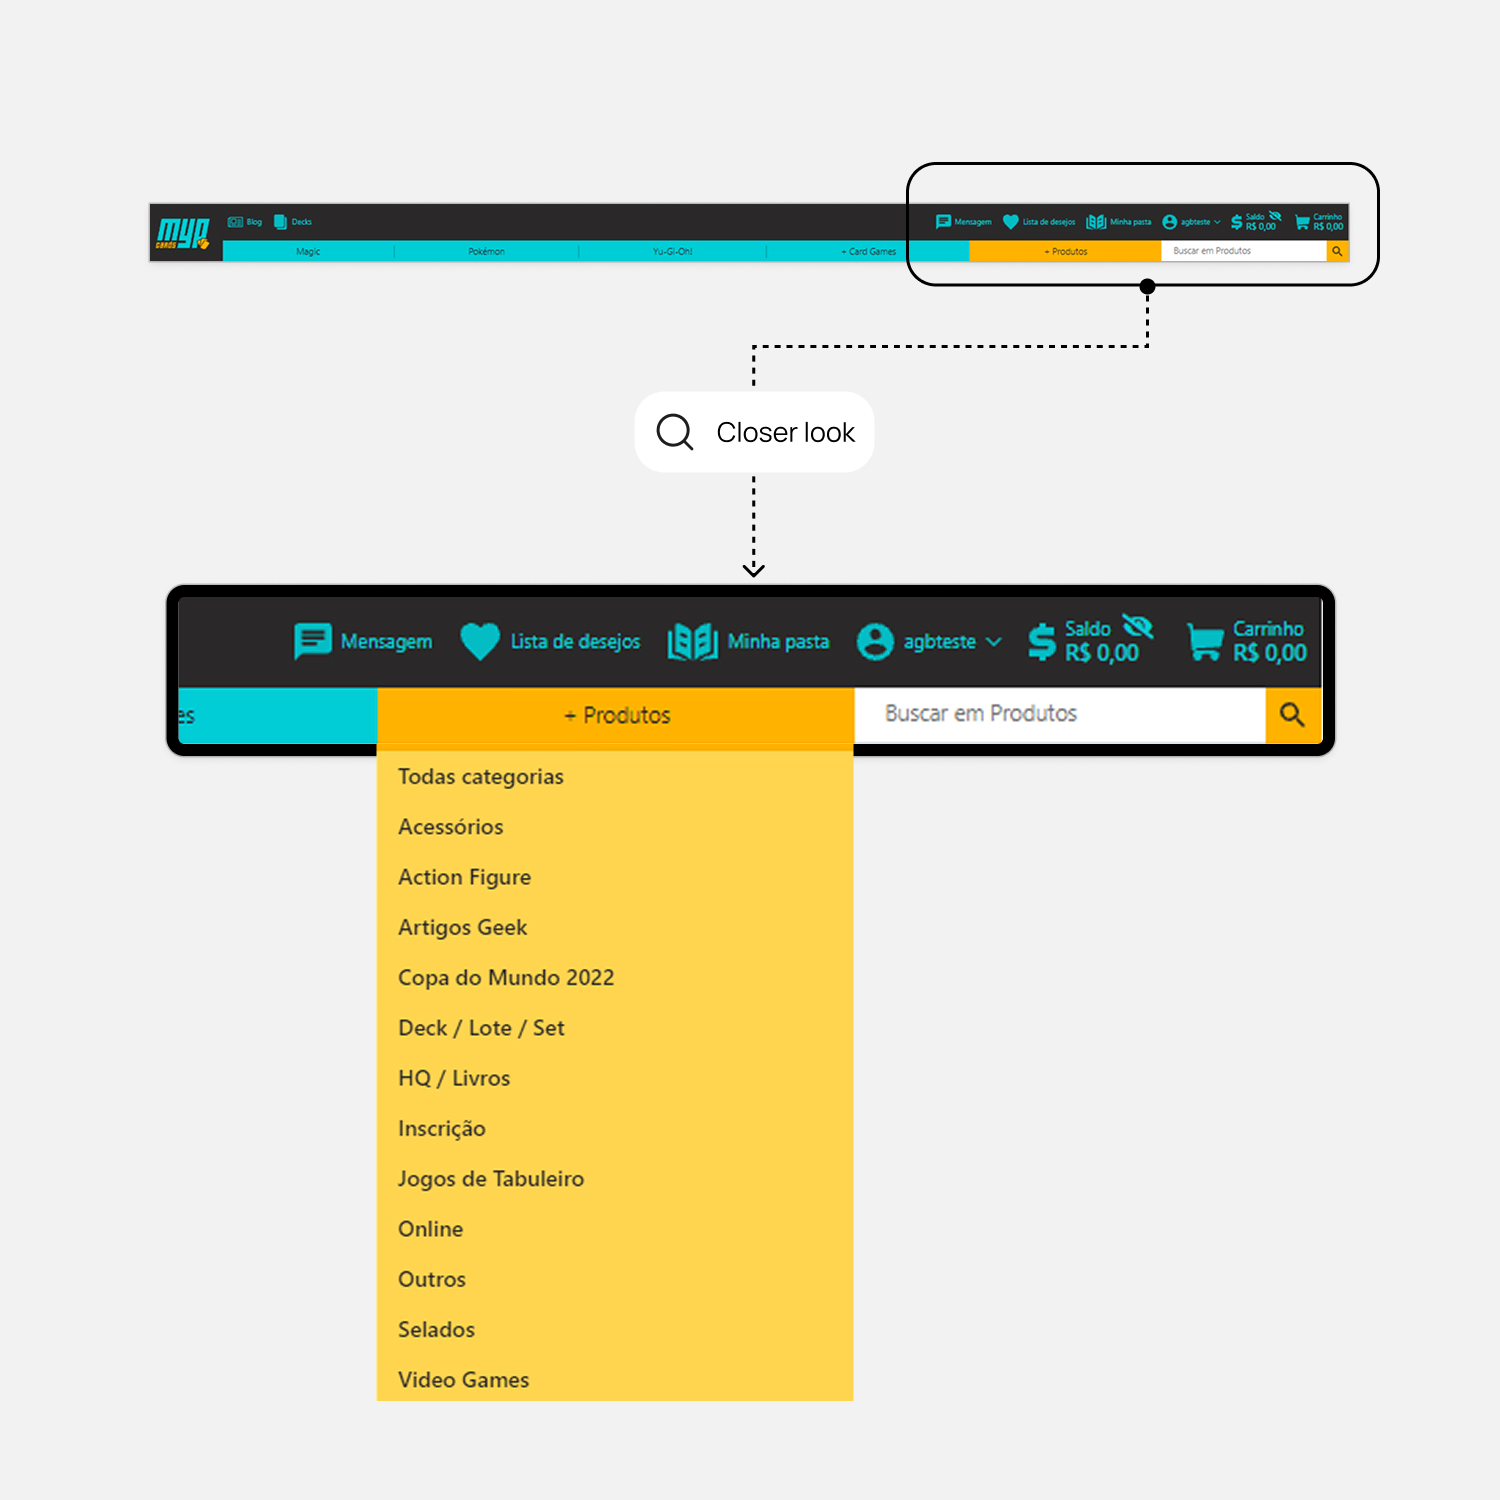 myp
CARDS
Blog
Decks
Mensagem
Lista de desejos
Minha pasta
agbteste
Saldo
R$ 0,00
Carrinho
R$ 0,00
Magic
Pokémon
Yu-Gi-Oh!
+ Card Games
+ Produtos
Buscar em Produtos
Closer look
Mensagem
Lista de desejos
Minha pasta
agbteste
Saldo
R$ 0,00
Carrinho
R$ 0,00
es
+ Produtos
Buscar em Produtos
Todas categorias
Acessórios
Action Figure
Artigos Geek
Copa do Mundo 2022
Deck / Lote / Set
HQ / Livros
Inscrição
Jogos de Tabuleiro
Online
Outros
Selados
Video Games